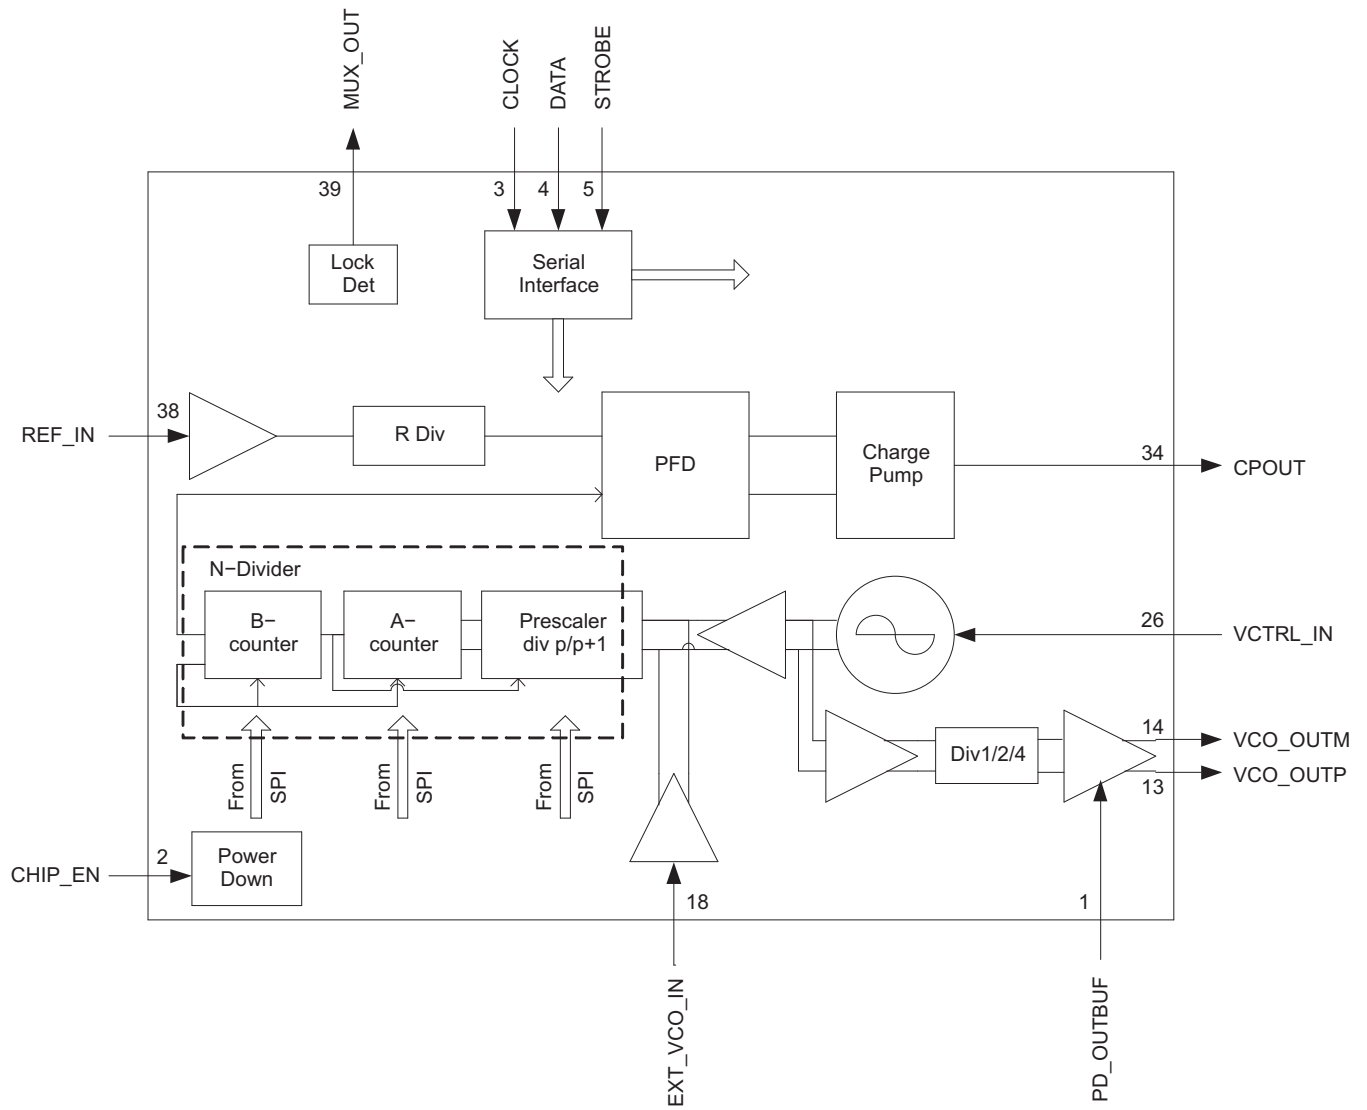 MUX_OUT
CLOCK
DATA
STROBE
39
3
4
5
Lock
Det
Serial
Interface
REF_IN
38
R Div
PFD
Charge
Pump
34
CPOUT
N−Divider
B−
counter
A−
counter
Prescaler
div p/p+1
26
VCTRL_IN
From
SPI
From
SPI
From
SPI
Div1/2/4
14
VCO_OUTM
13
VCO_OUTP
CHIP_EN
2
Power
Down
18
1
EXT_VCO_IN
PD_OUTBUF